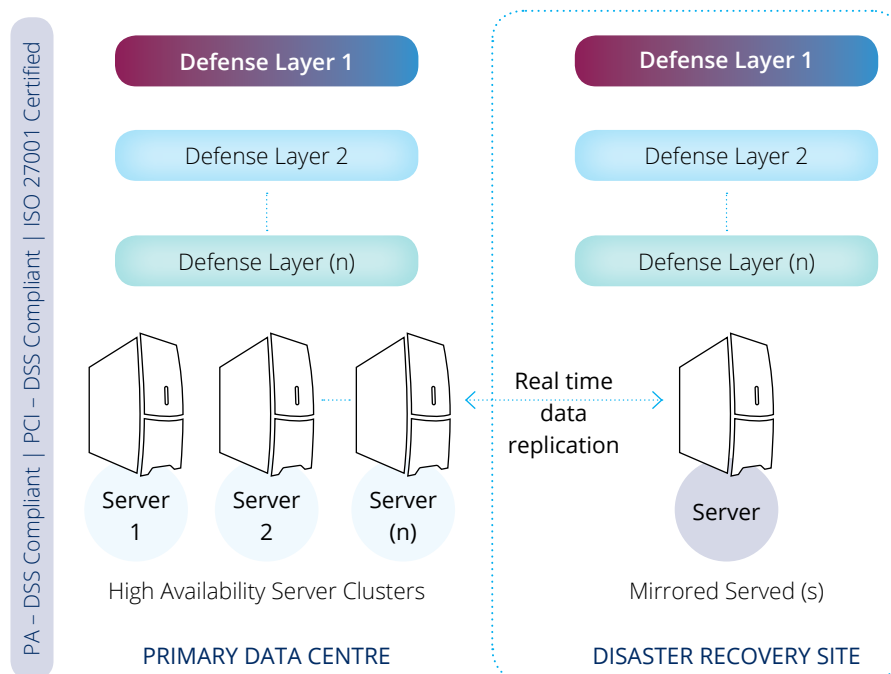 PA – DSS Compliant | PCI – DSS Compliant | ISO 27001 Certified
Defense Layer 1
Defense Layer 2
Defense Layer (n)
Server
1
Server
2
Server
(n)
High Availability Server Clusters
PRIMARY DATA CENTRE
Real time
data
replication
Defense Layer 1
Defense Layer 2
Defense Layer (n)
Server
Mirrored Served (s)
DISASTER RECOVERY SITE